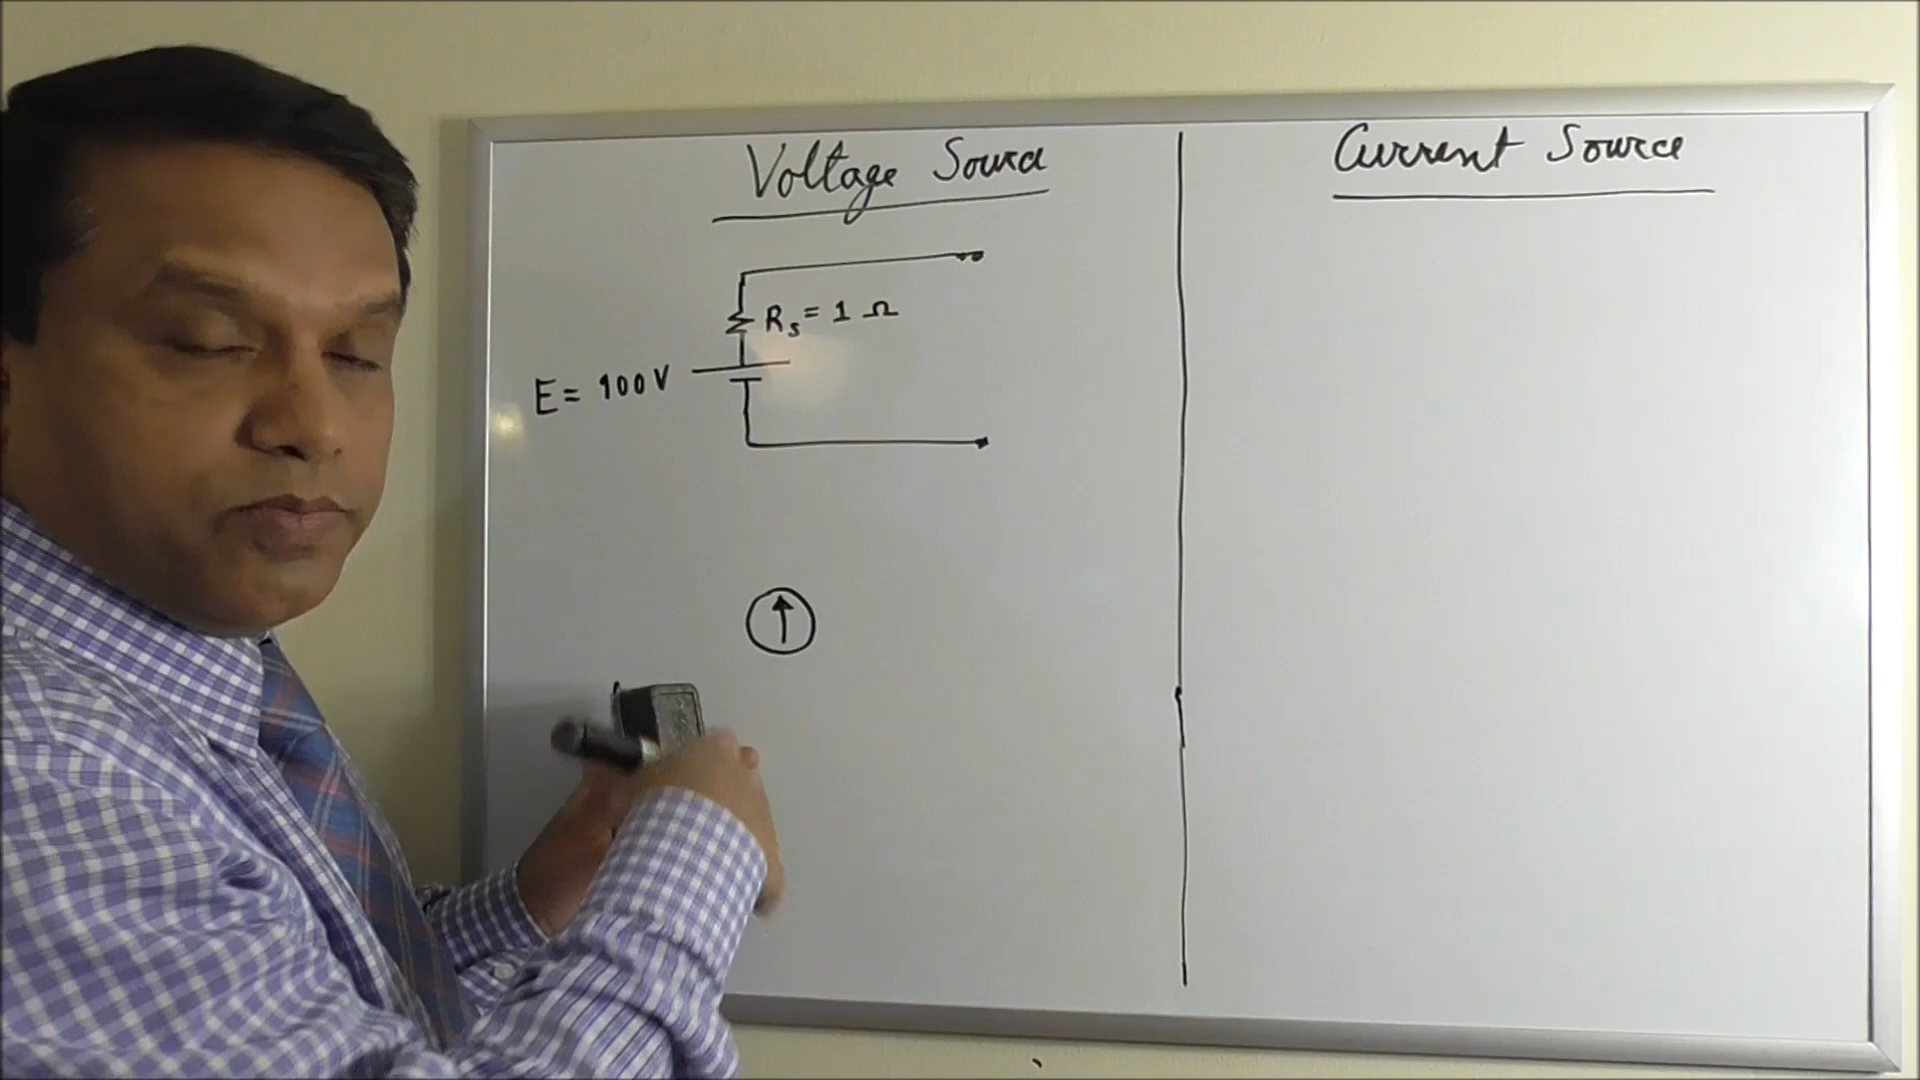 Voltage Source
Current Source
Rs = 1 Ω
E = 100 V